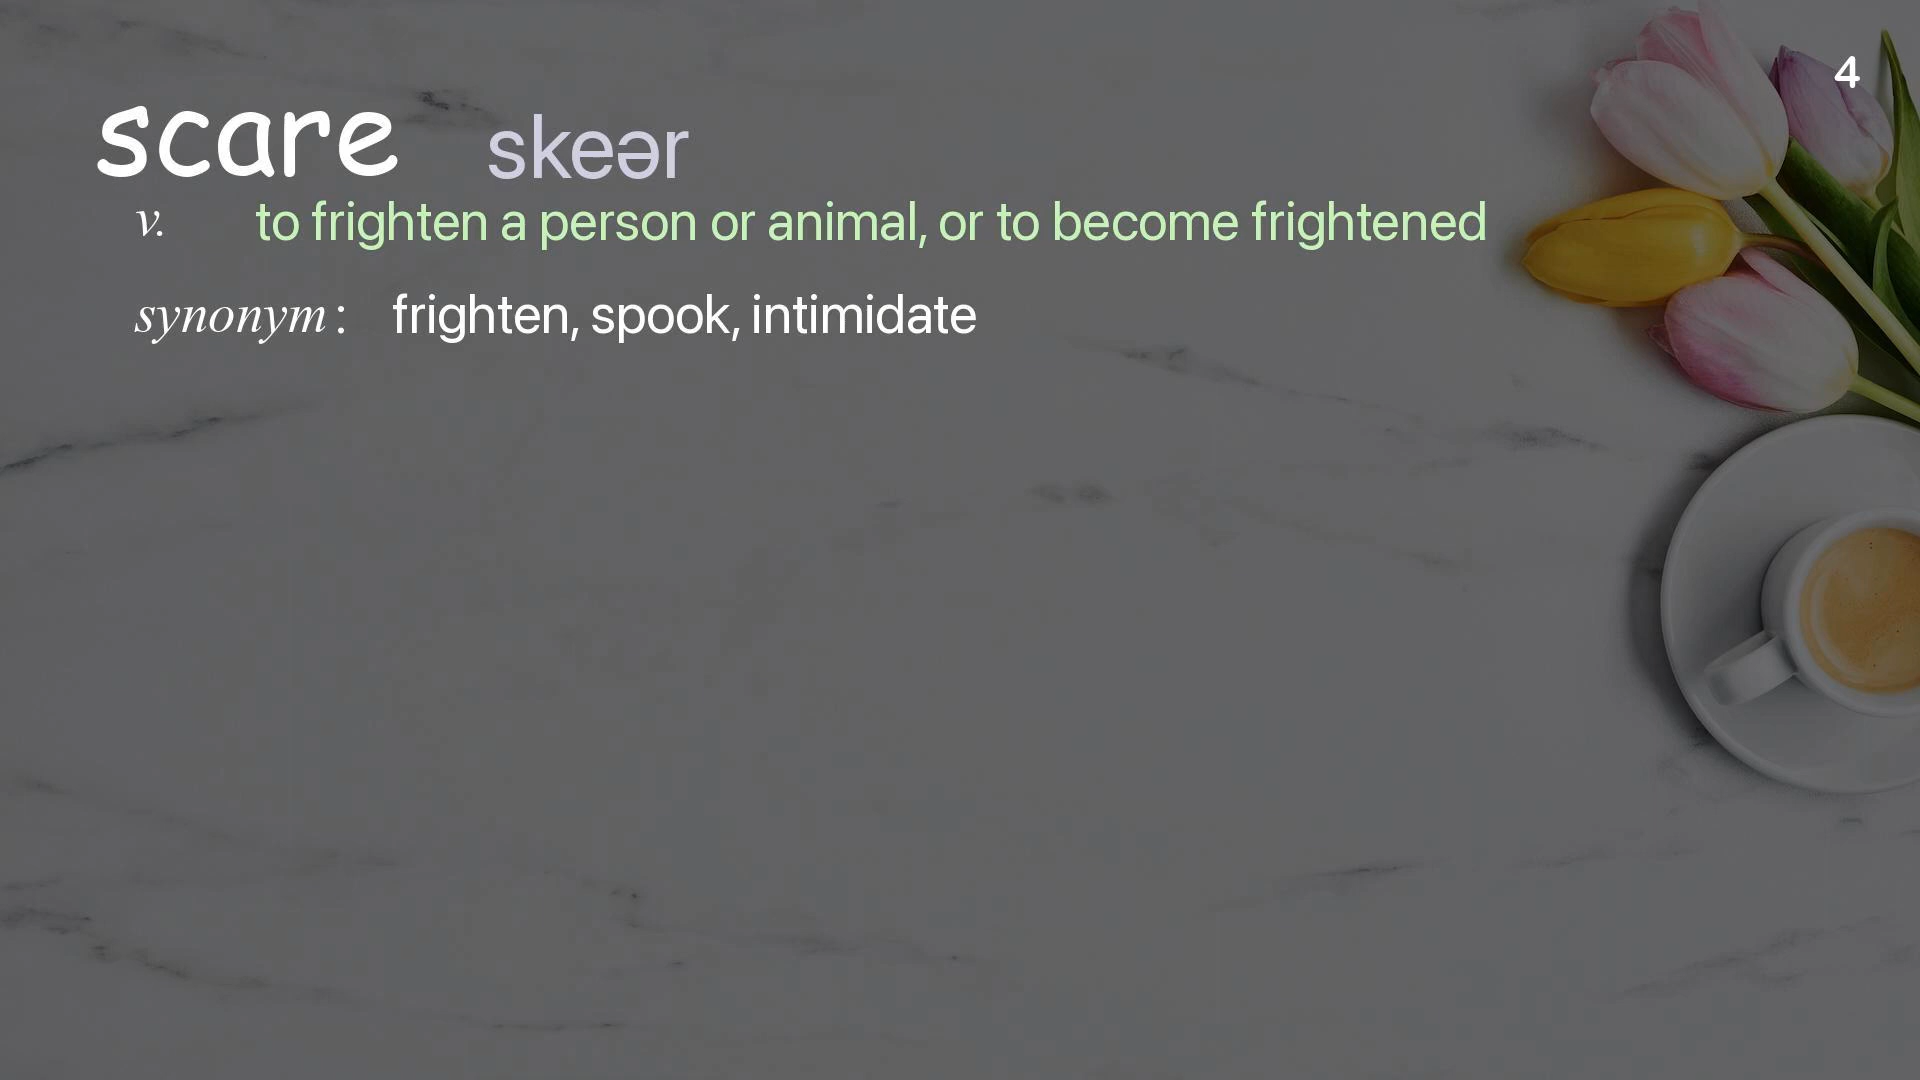 4
scare skeər
v. to frighten a person or animal, or to become frightened
synonym: frighten, spook, intimidate